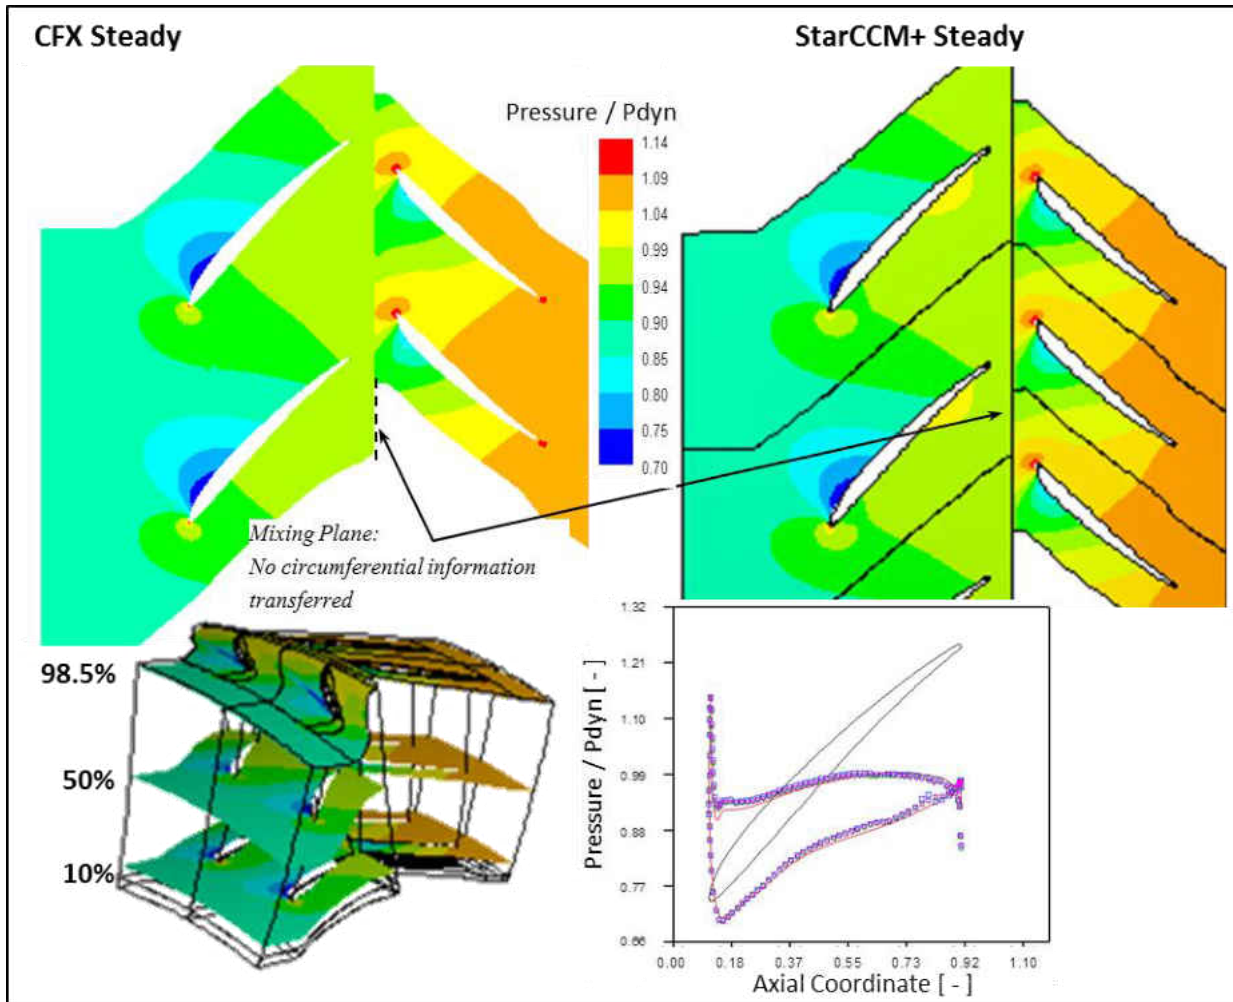 CFX Steady
StarCCM+ Steady
Pressure / Pdyn
1.14
1.09
1.04
0.99
0.94
0.90
0.85
0.80
0.75
0.70
Mixing Plane:
No circumferential information
transferred
98.5%
50%
10%
Pressure / Pdyn [ - ]
1.32
1.21
1.10
0.99
0.88
0.77
0.66
0.00 0.18 0.37 0.55 0.73 0.92 1.10
Axial Coordinate [ - ]